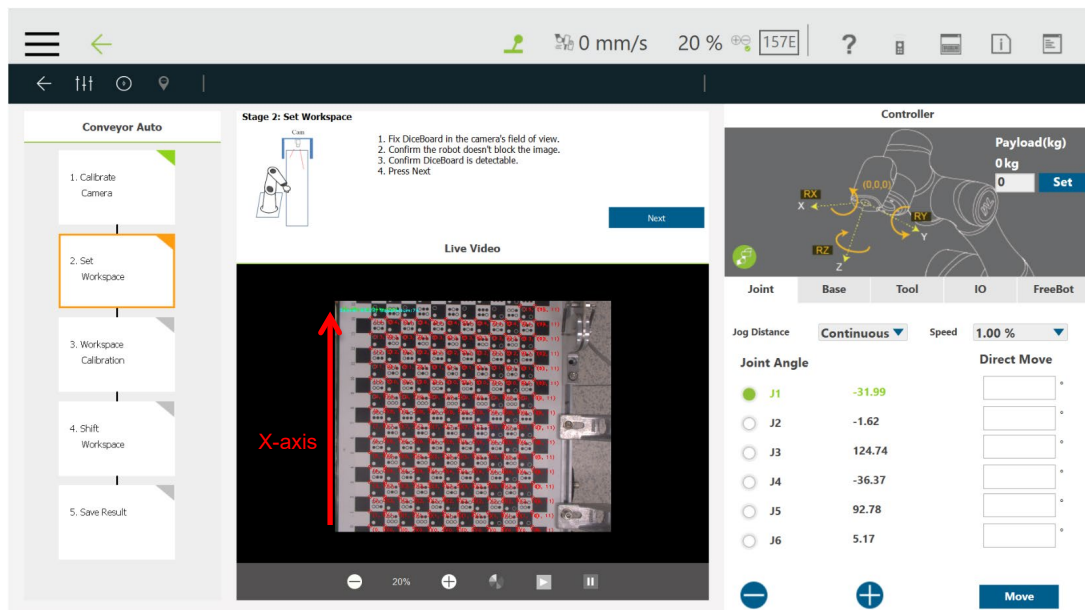 0 mm/s
20 %
157E
?
Conveyor Auto
1. Calibrate
Camera
2. Set
Workspace
3. Workspace
Calibration
4. Shift
Workspace
5. Save Result
Stage 2: Set Workspace
Cam
1. Fix DiceBoard in the camera's field of view.
2. Confirm the robot doesn't block the image.
3. Confirm DiceBoard is detectable.
4. Press Next
Next
Live Video
X-axis
20%
Controller
Payload(kg)
0kg
0
Set
(0,0,0)
RX
X
RY
Y
RZ
Z
Joint
Base
Tool
IO
FreeBot
Jog Distance
Continuous
Speed
1.00 %
Joint Angle
Direct Move
J1
-31.99
°
J2
-1.62
°
J3
124.74
°
J4
-36.37
°
J5
92.78
°
J6
5.17
°
Move